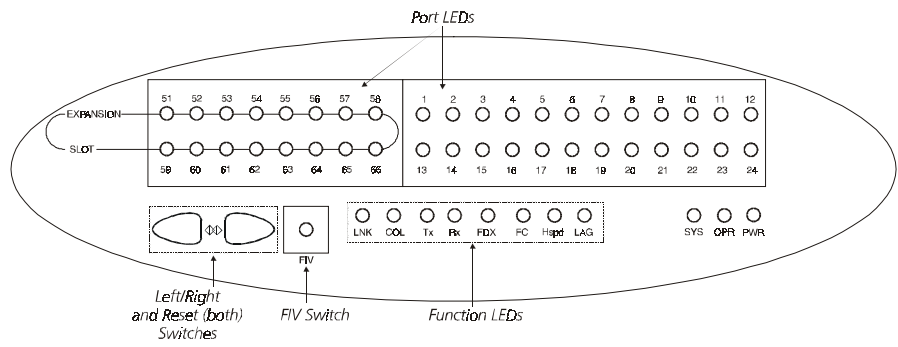 Port LEDs
51 52 53 54 55 56 57 58 1 2 3 4 5 6 7 8 9 10 11 12
EXPANSION
SLOT
59 60 61 62 63 64 65 66 13 14 15 16 17 18 19 20 21 22 23 24
LNK COL Tx Rx FDX FC Hspd LAG SYS OPR PWR
FIV
Left/Right
and Reset (both)
Switches
FIV Switch
Function LEDs